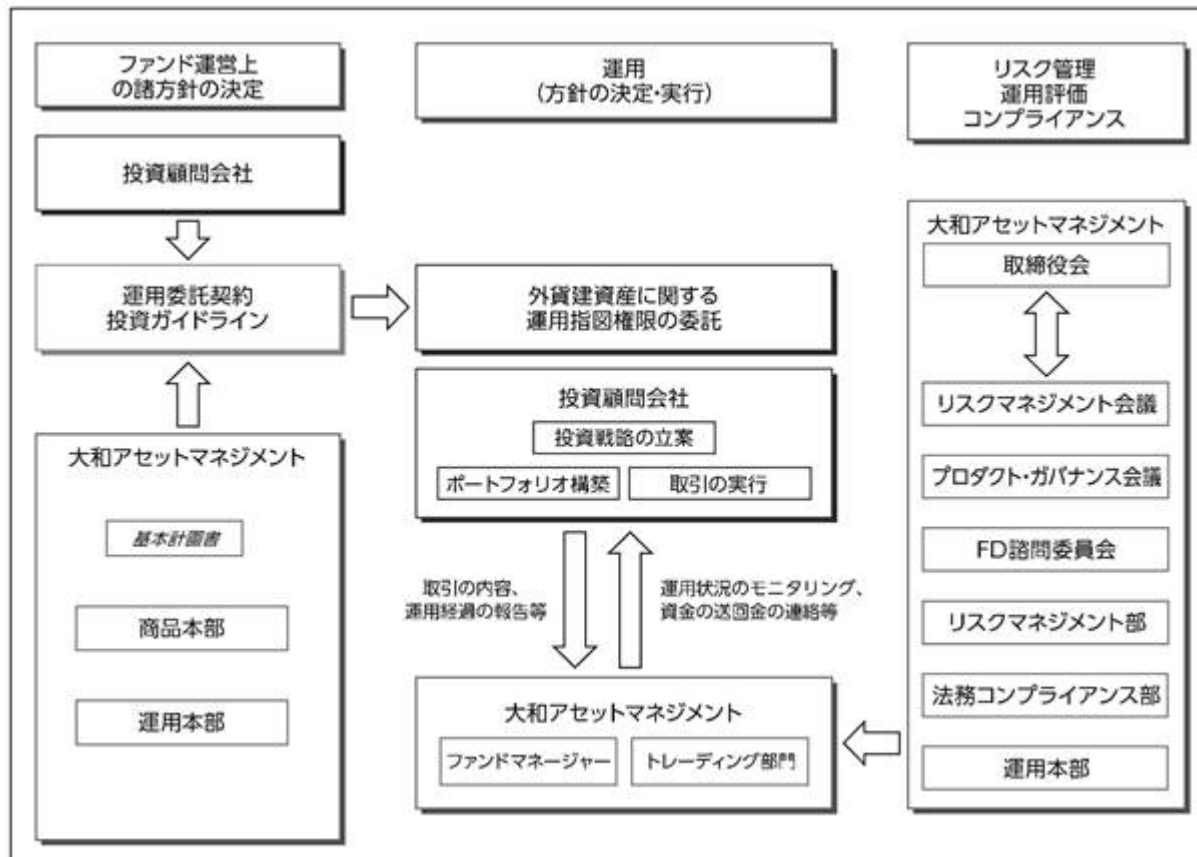 ファンド運営上
の諸方針の決定
投資顧問会社
運用委託契約
投資ガイドライン
大和アセットマネジメント
基本計画書
商品本部
運用本部
運用
(方針の決定・実行)
外貨建資産に関する
運用指図権限の委託
投資顧問会社
投資戦略の立案
ポートフォリオ構築
取引の実行
取引の内容、
運用経過の報告等
運用状況のモニタリング、
資金の送回金の連絡等
大和アセットマネジメント
ファンドマネージャー
トレーディング部門
リスク管理
運用評価
コンプライアンス
大和アセットマネジメント
取締役会
リスクマネジメント会議
プロダクト・ガバナンス会議
FD諮問委員会
リスクマネジメント部
法務コンプライアンス部
運用本部